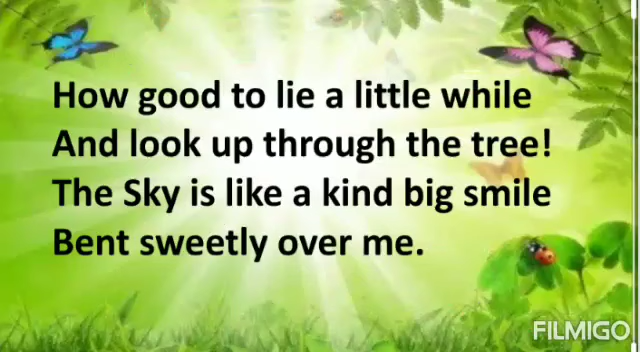 How good to lie a little while
And look up through the tree!
The Sky is like a kind big smile
Bent sweetly over me.
FILMIGO